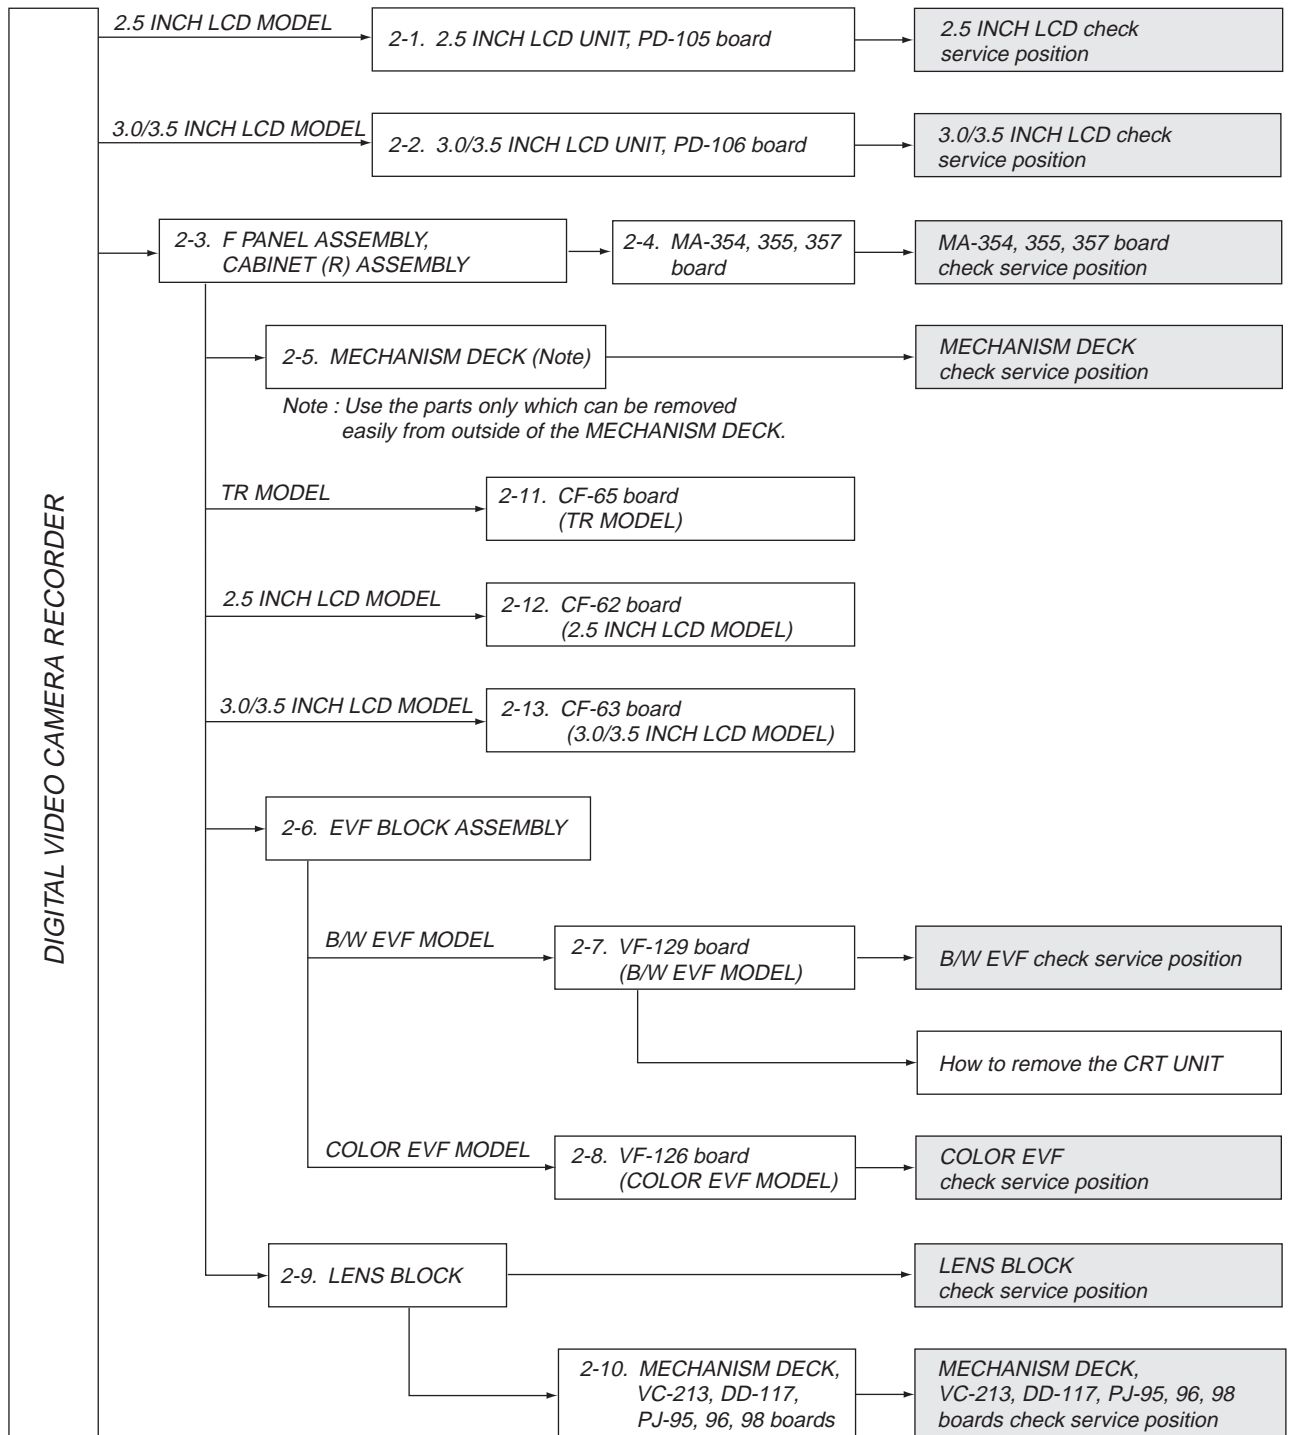 DIGITAL VIDEO CAMERA RECORDER
2.5 INCH LCD MODEL
2-1. 2.5 INCH LCD UNIT, PD-105 board
2.5 INCH LCD check
service position
3.0/3.5 INCH LCD MODEL
2-2. 3.0/3.5 INCH LCD UNIT, PD-106 board
3.0/3.5 INCH LCD check
service position
2-3. F PANEL ASSEMBLY,
CABINET (R) ASSEMBLY
2-4. MA-354, 355, 357
board
MA-354, 355, 357 board
check service position
2-5. MECHANISM DECK (Note)
MECHANISM DECK
check service position
Note : Use the parts only which can be removed
easily from outside of the MECHANISM DECK.
TR MODEL
2-11. CF-65 board
(TR MODEL)
2.5 INCH LCD MODEL
2-12. CF-62 board
(2.5 INCH LCD MODEL)
3.0/3.5 INCH LCD MODEL
2-13. CF-63 board
(3.0/3.5 INCH LCD MODEL)
2-6. EVF BLOCK ASSEMBLY
B/W EVF MODEL
2-7. VF-129 board
(B/W EVF MODEL)
B/W EVF check service position
How to remove the CRT UNIT
COLOR EVF MODEL
2-8. VF-126 board
(COLOR EVF MODEL)
COLOR EVF
check service position
2-9. LENS BLOCK
LENS BLOCK
check service position
2-10. MECHANISM DECK,
VC-213, DD-117,
PJ-95, 96, 98 boards
MECHANISM DECK,
VC-213, DD-117, PJ-95, 96, 98
boards check service position